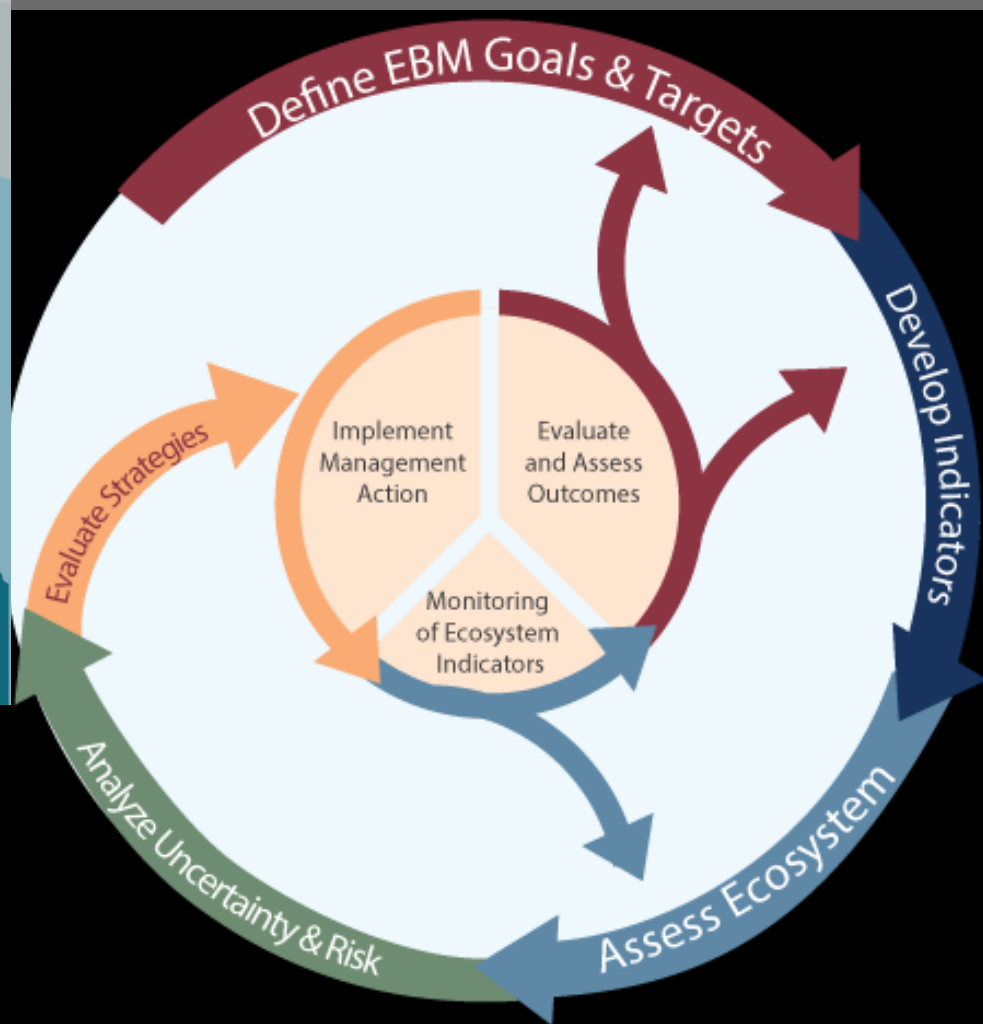 Define EBM Goals & Targets
Develop Indicators
Assess Ecosystem
Analyze Uncertainty & Risk
Evaluate Strategies
Implement
Management
Action
Evaluate
and Assess
Outcomes
Monitoring
of Ecosystem
Indicators